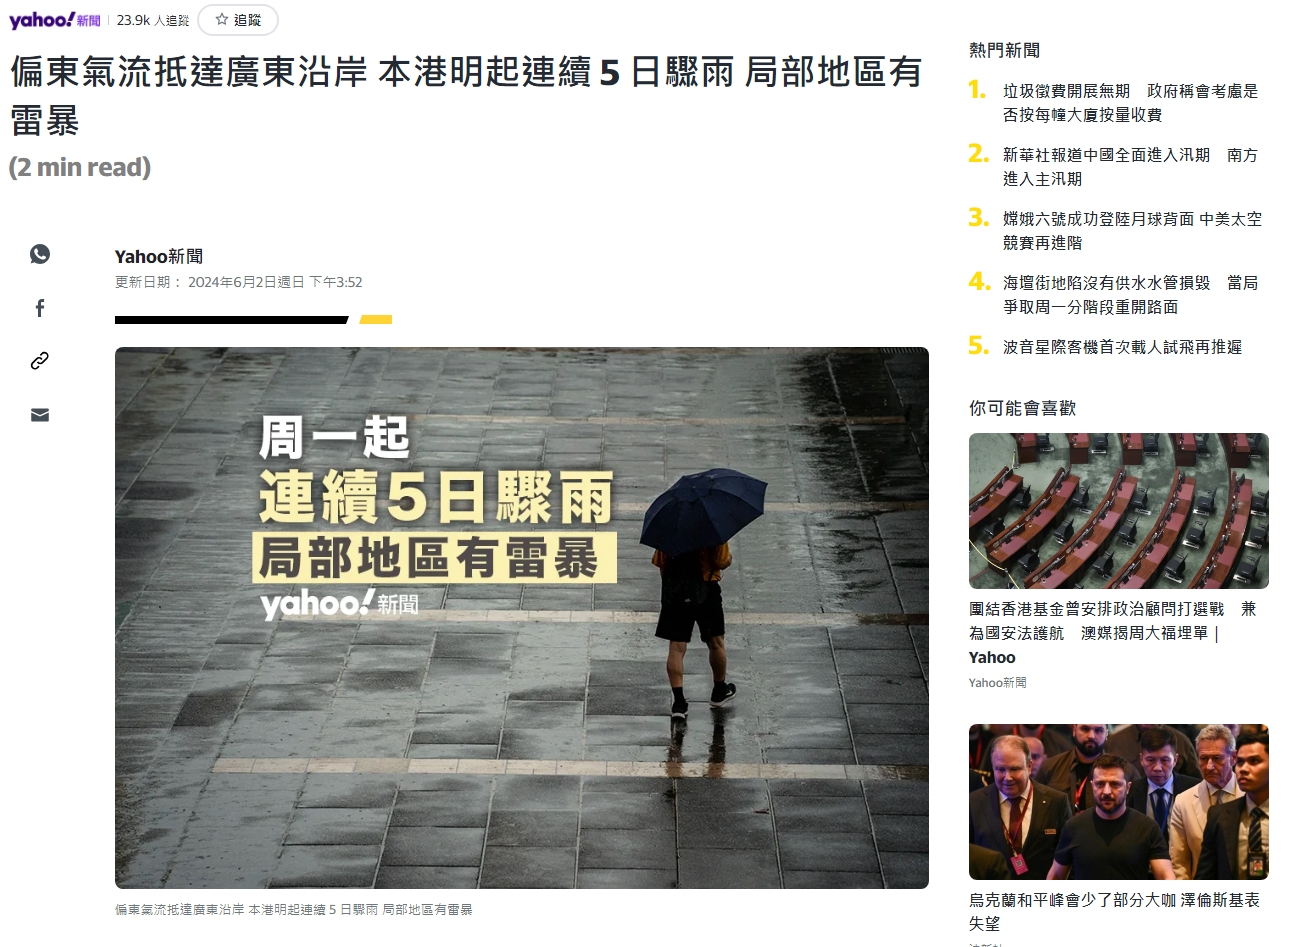 yahoo!新聞
23.9k 人追蹤
☆ 追蹤
偏東氣流抵達廣東沿岸 本港明起連續 5 日驟雨 局部地區有
雷暴
(2 min read)
Yahoo新聞
更新日期： 2024年6月2日週日 下午3:52
周一起
連續5日驟雨
局部地區有雷暴
yahoo!新聞
偏東氣流抵達廣東沿岸 本港明起連續 5 日驟雨 局部地區有雷暴
熱門新聞
1. 垃圾徵費開展無期　政府稱會考慮是
否按每幢大廈按量收費
2. 新華社報道中國全面進入汛期　南方
進入主汛期
3. 嫦娥六號成功登陸月球背面 中美太空
競賽再進階
4. 海壇街地陷沒有供水水管損毀　當局
爭取周一分階段重開路面
5. 波音星際客機首次載人試飛再推遲
你可能會喜歡
團結香港基金曾安排政治顧問打選戰　兼
為國安法護航　澳媒揭周大福埋單 |
Yahoo
Yahoo新聞
烏克蘭和平峰會少了部分大咖 澤倫斯基表
失望